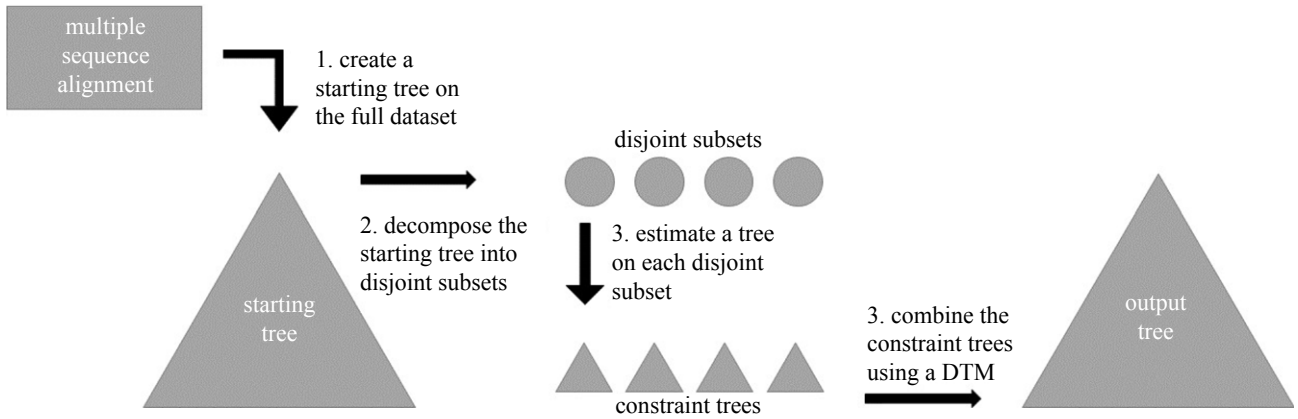 multiple
sequence
alignment
1. create a
starting tree on
the full dataset
starting
tree
2. decompose the
starting tree into
disjoint subsets
disjoint subsets
3. estimate a tree
on each disjoint
subset
constraint trees
3. combine the
constraint trees
using a DTM
output
tree